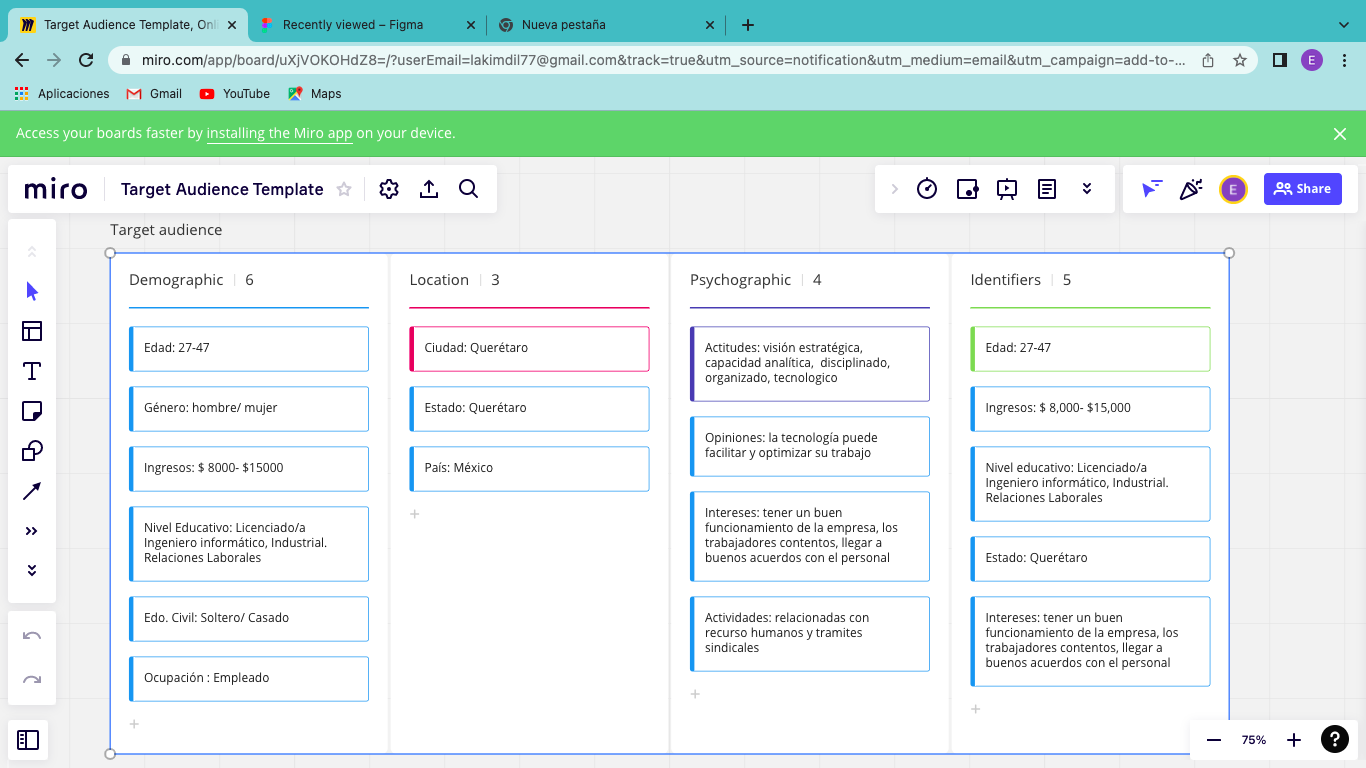 Target Audience Template, Onl
Recently viewed – Figma
Nueva pestaña
miro.com/app/board/uXjVOKOHdZ8=/?userEmail=lakimdil77@gmail.com&track=true&utm_source=notification&utm_medium=email&utm_campaign=add-to-...
E
Aplicaciones
Gmail
YouTube
Maps
Access your boards faster by installing the Miro app on your device.
miro
Target Audience Template
E
Share
Target audience
Demographic | 6
Edad: 27-47
Género: hombre/ mujer
Ingresos: $ 8000- $15000
Nivel Educativo: Licenciado/a
Ingeniero informático, Industrial.
Relaciones Laborales
Edo. Civil: Soltero/ Casado
Ocupación : Empleado
+
Location | 3
Ciudad: Querétaro
Estado: Querétaro
País: México
+
Psychographic | 4
Actitudes: visión estratégica,
capacidad analítica,  disciplinado,
organizado, tecnologico
Opiniones: la tecnología puede
facilitar y optimizar su trabajo
Intereses: tener un buen
funcionamiento de la empresa, los
trabajadores contentos, llegar a
buenos acuerdos con el personal
Actividades: relacionadas con
recurso humanos y tramites
sindicales
+
Identifiers | 5
Edad: 27-47
Ingresos: $ 8,000- $15,000
Nivel educativo: Licenciado/a
Ingeniero informático, Industrial.
Relaciones Laborales
Estado: Querétaro
Intereses: tener un buen
funcionamiento de la empresa, los
trabajadores contentos, llegar a
buenos acuerdos con el personal
+
75%
?